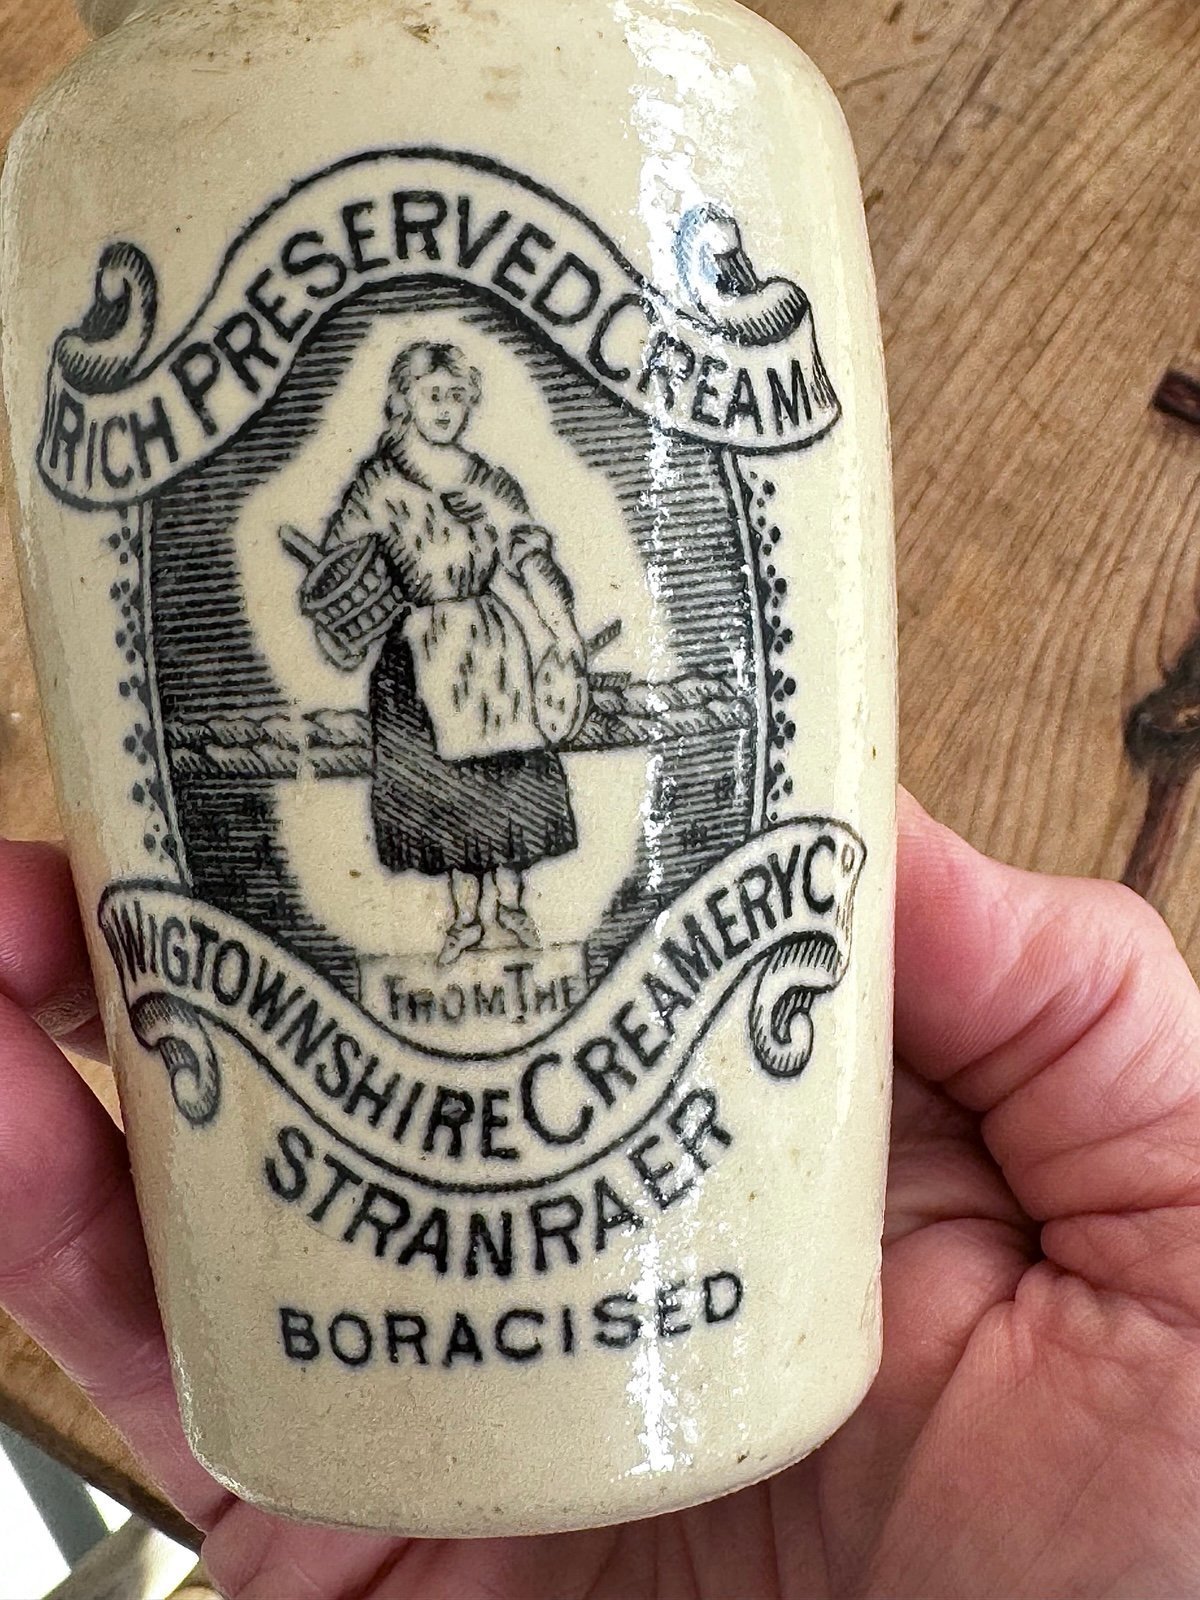 RICH PRESERVED CREAM
FROM THE
WIGTOWNSHIRE CREAMERY Cº
STRANRAER
BORACISED